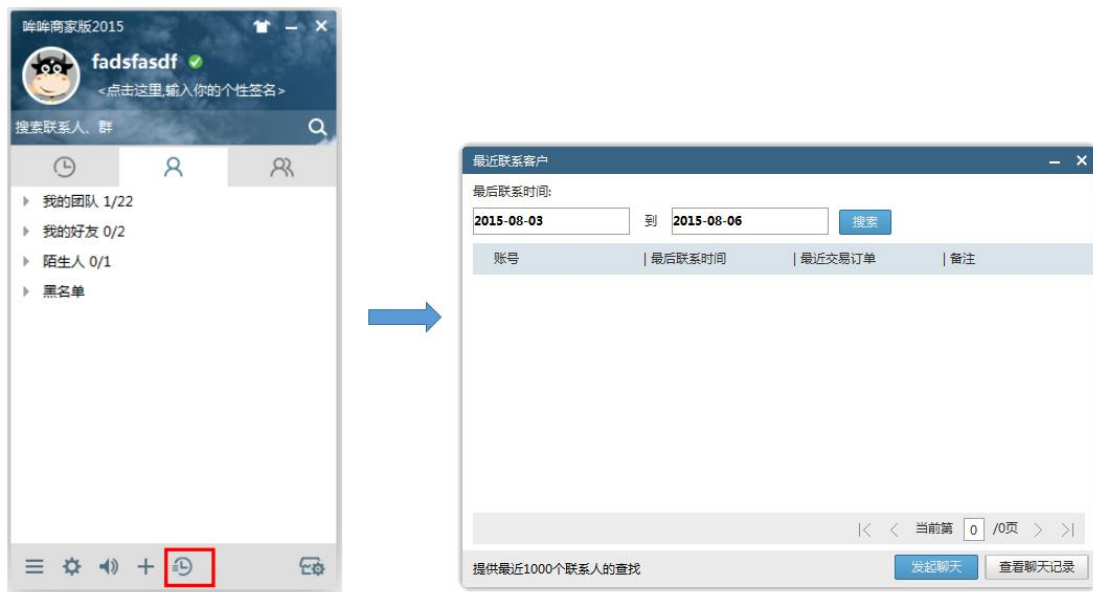 哞哞商家版2015
fadsfasdf
<点击这里,输入你的个性签名>
搜索联系人、群
我的团队 1/22
我的好友 0/2
陌生人 0/1
黑名单
最近联系客户
最后联系时间:
2015-08-03 到 2015-08-06 搜索
账号 |最后联系时间 |最近交易订单 |备注
|< < 当前第 0 /0页 > >|
提供最近1000个联系人的查找 发起聊天 查看聊天记录